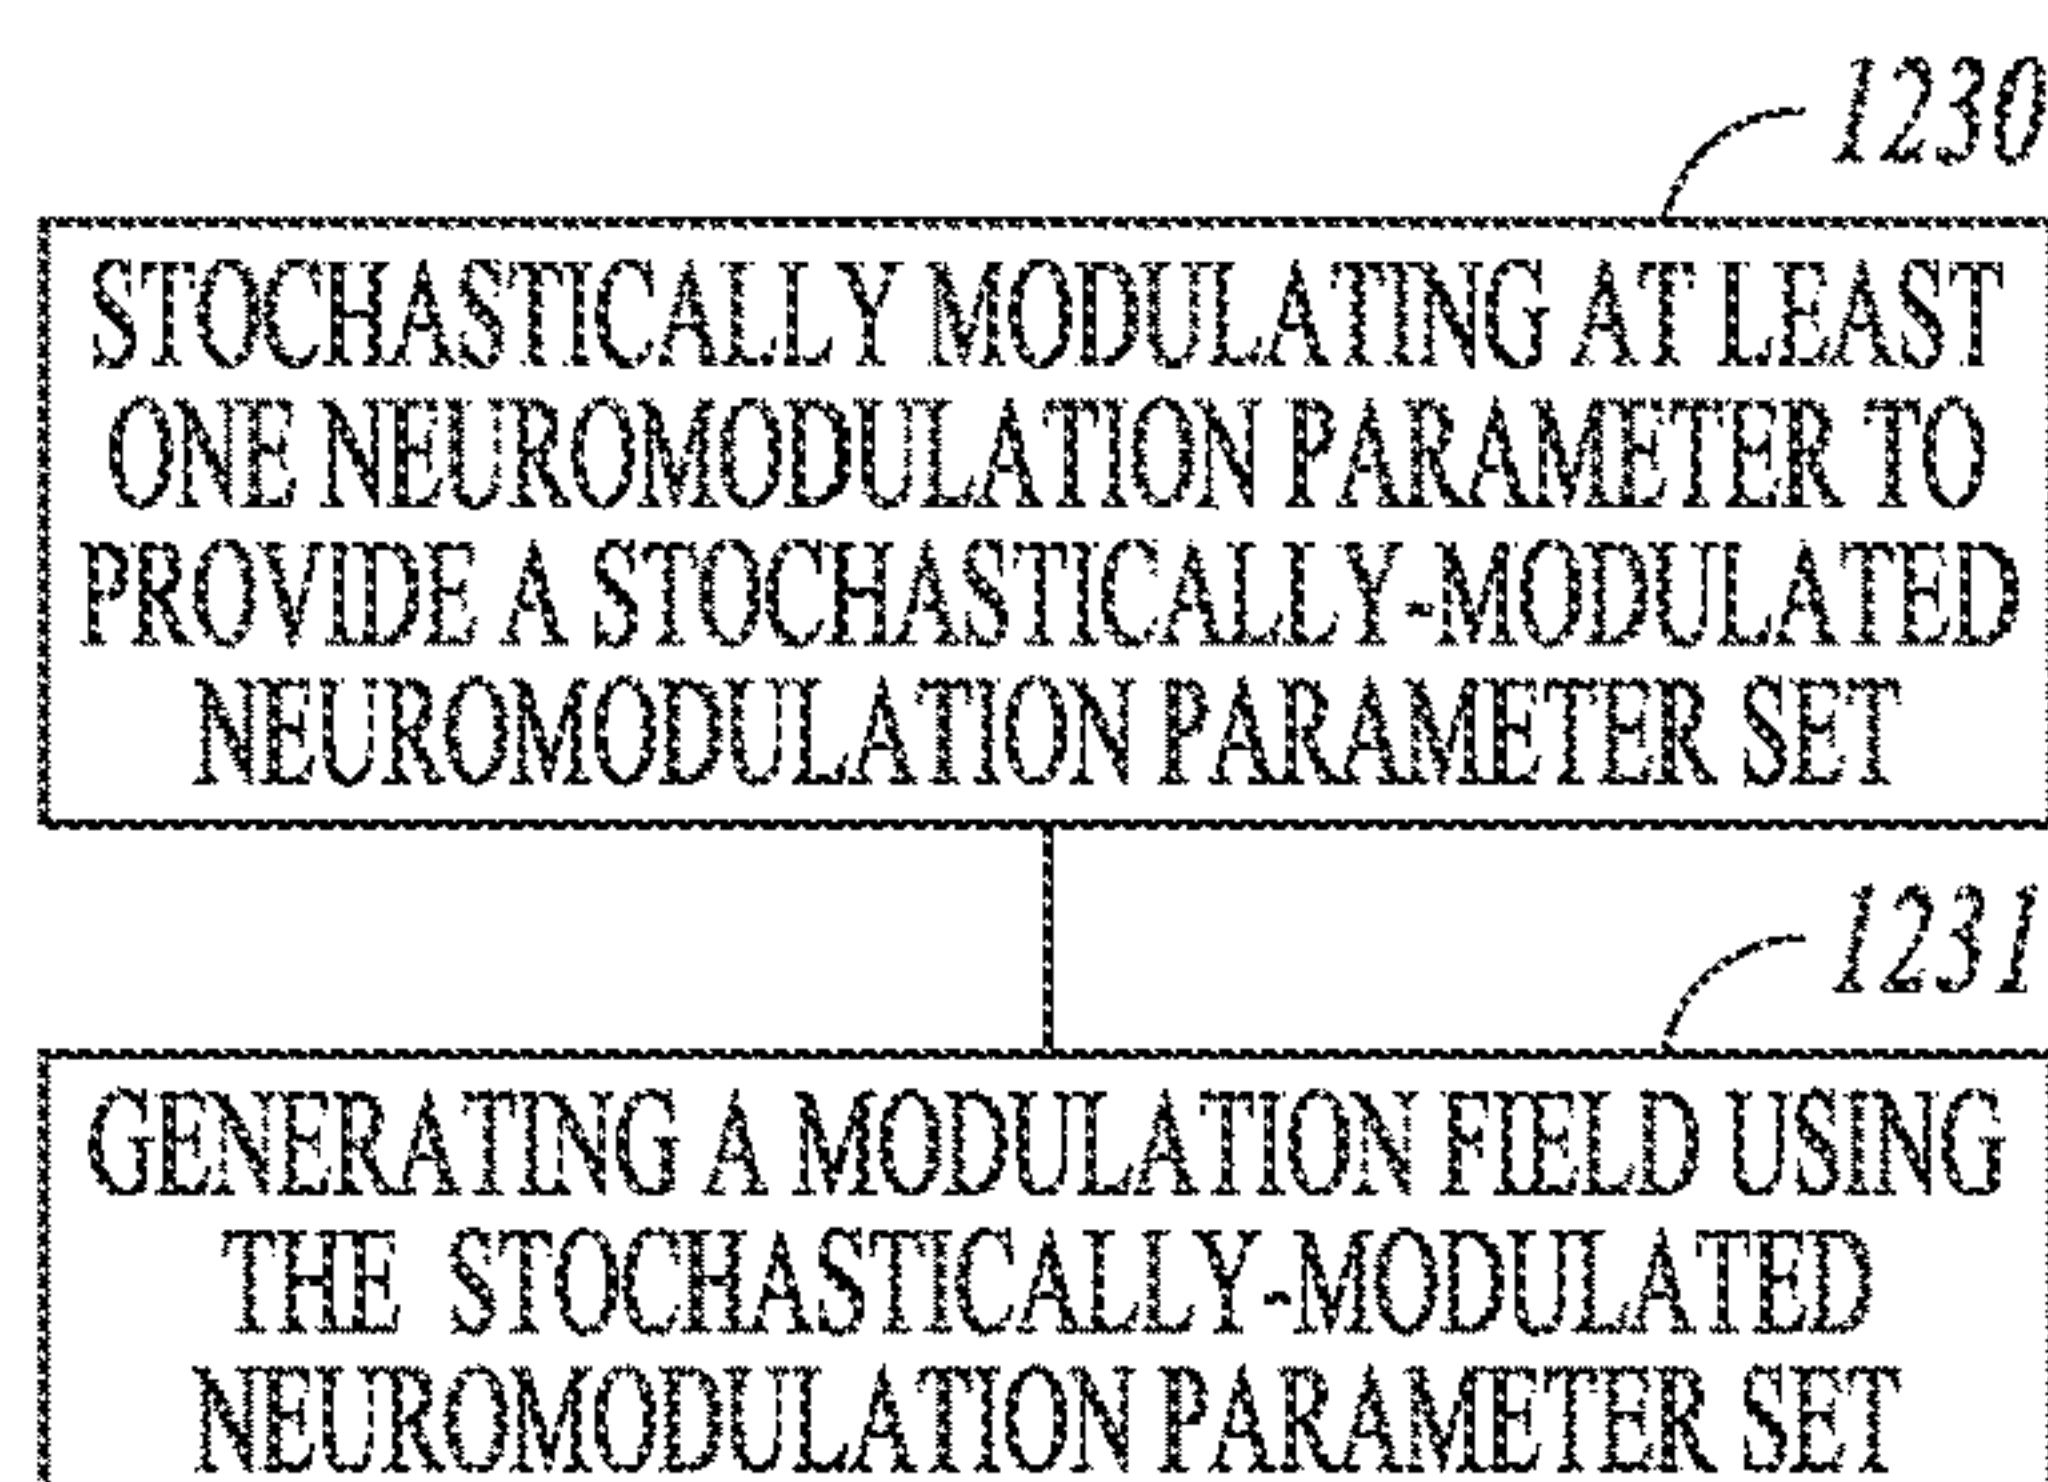 1230
STOCHASTICALLY MODULATING AT LEAST
ONE NEUROMODULATION PARAMETER TO
PROVIDE A STOCHASTICALLY-MODULATED
NEUROMODULATION PARAMETER SET
1231
GENERATING A MODULATION FIELD USING
THE STOCHASTICALLY-MODULATED
NEUROMODULATION PARAMETER SET